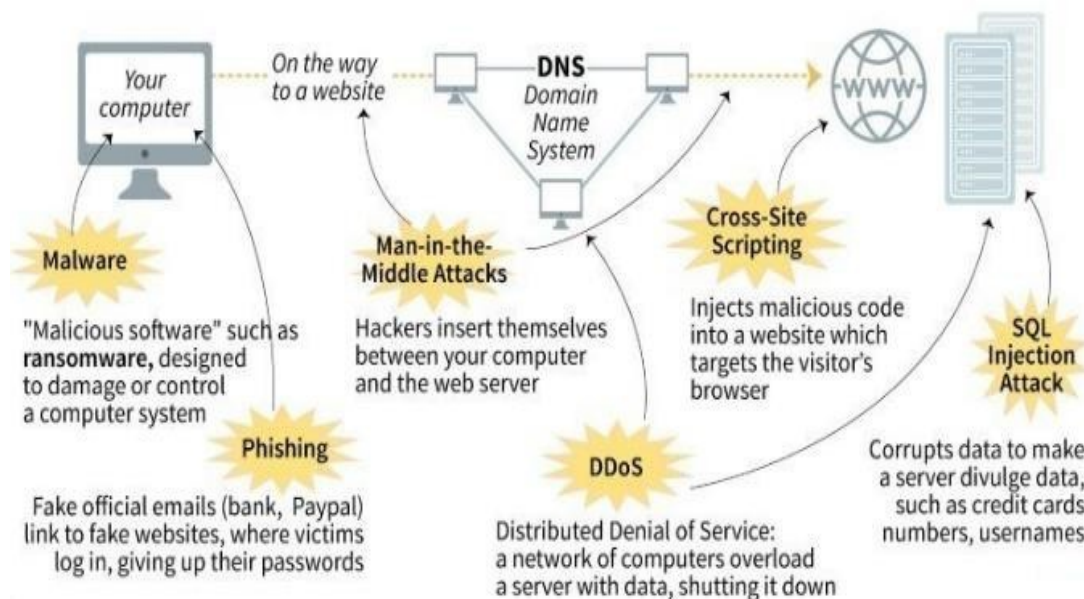 Your
computer
On the way
to a website
DNS
Domain
Name
System
WWW
Malware
"Malicious software" such as
ransomware, designed
to damage or control
a computer system
Phishing
Fake official emails (bank, Paypal)
link to fake websites, where victims
log in, giving up their passwords
Man-in-the-
Middle Attacks
Hackers insert themselves
between your computer
and the web server
DDoS
Distributed Denial of Service:
a network of computers overload
a server with data, shutting it down
Cross-Site
Scripting
Injects malicious code
into a website which
targets the visitor's
browser
SQL
Injection
Attack
Corrupts data to make
a server divulge data,
such as credit cards
numbers, usernames